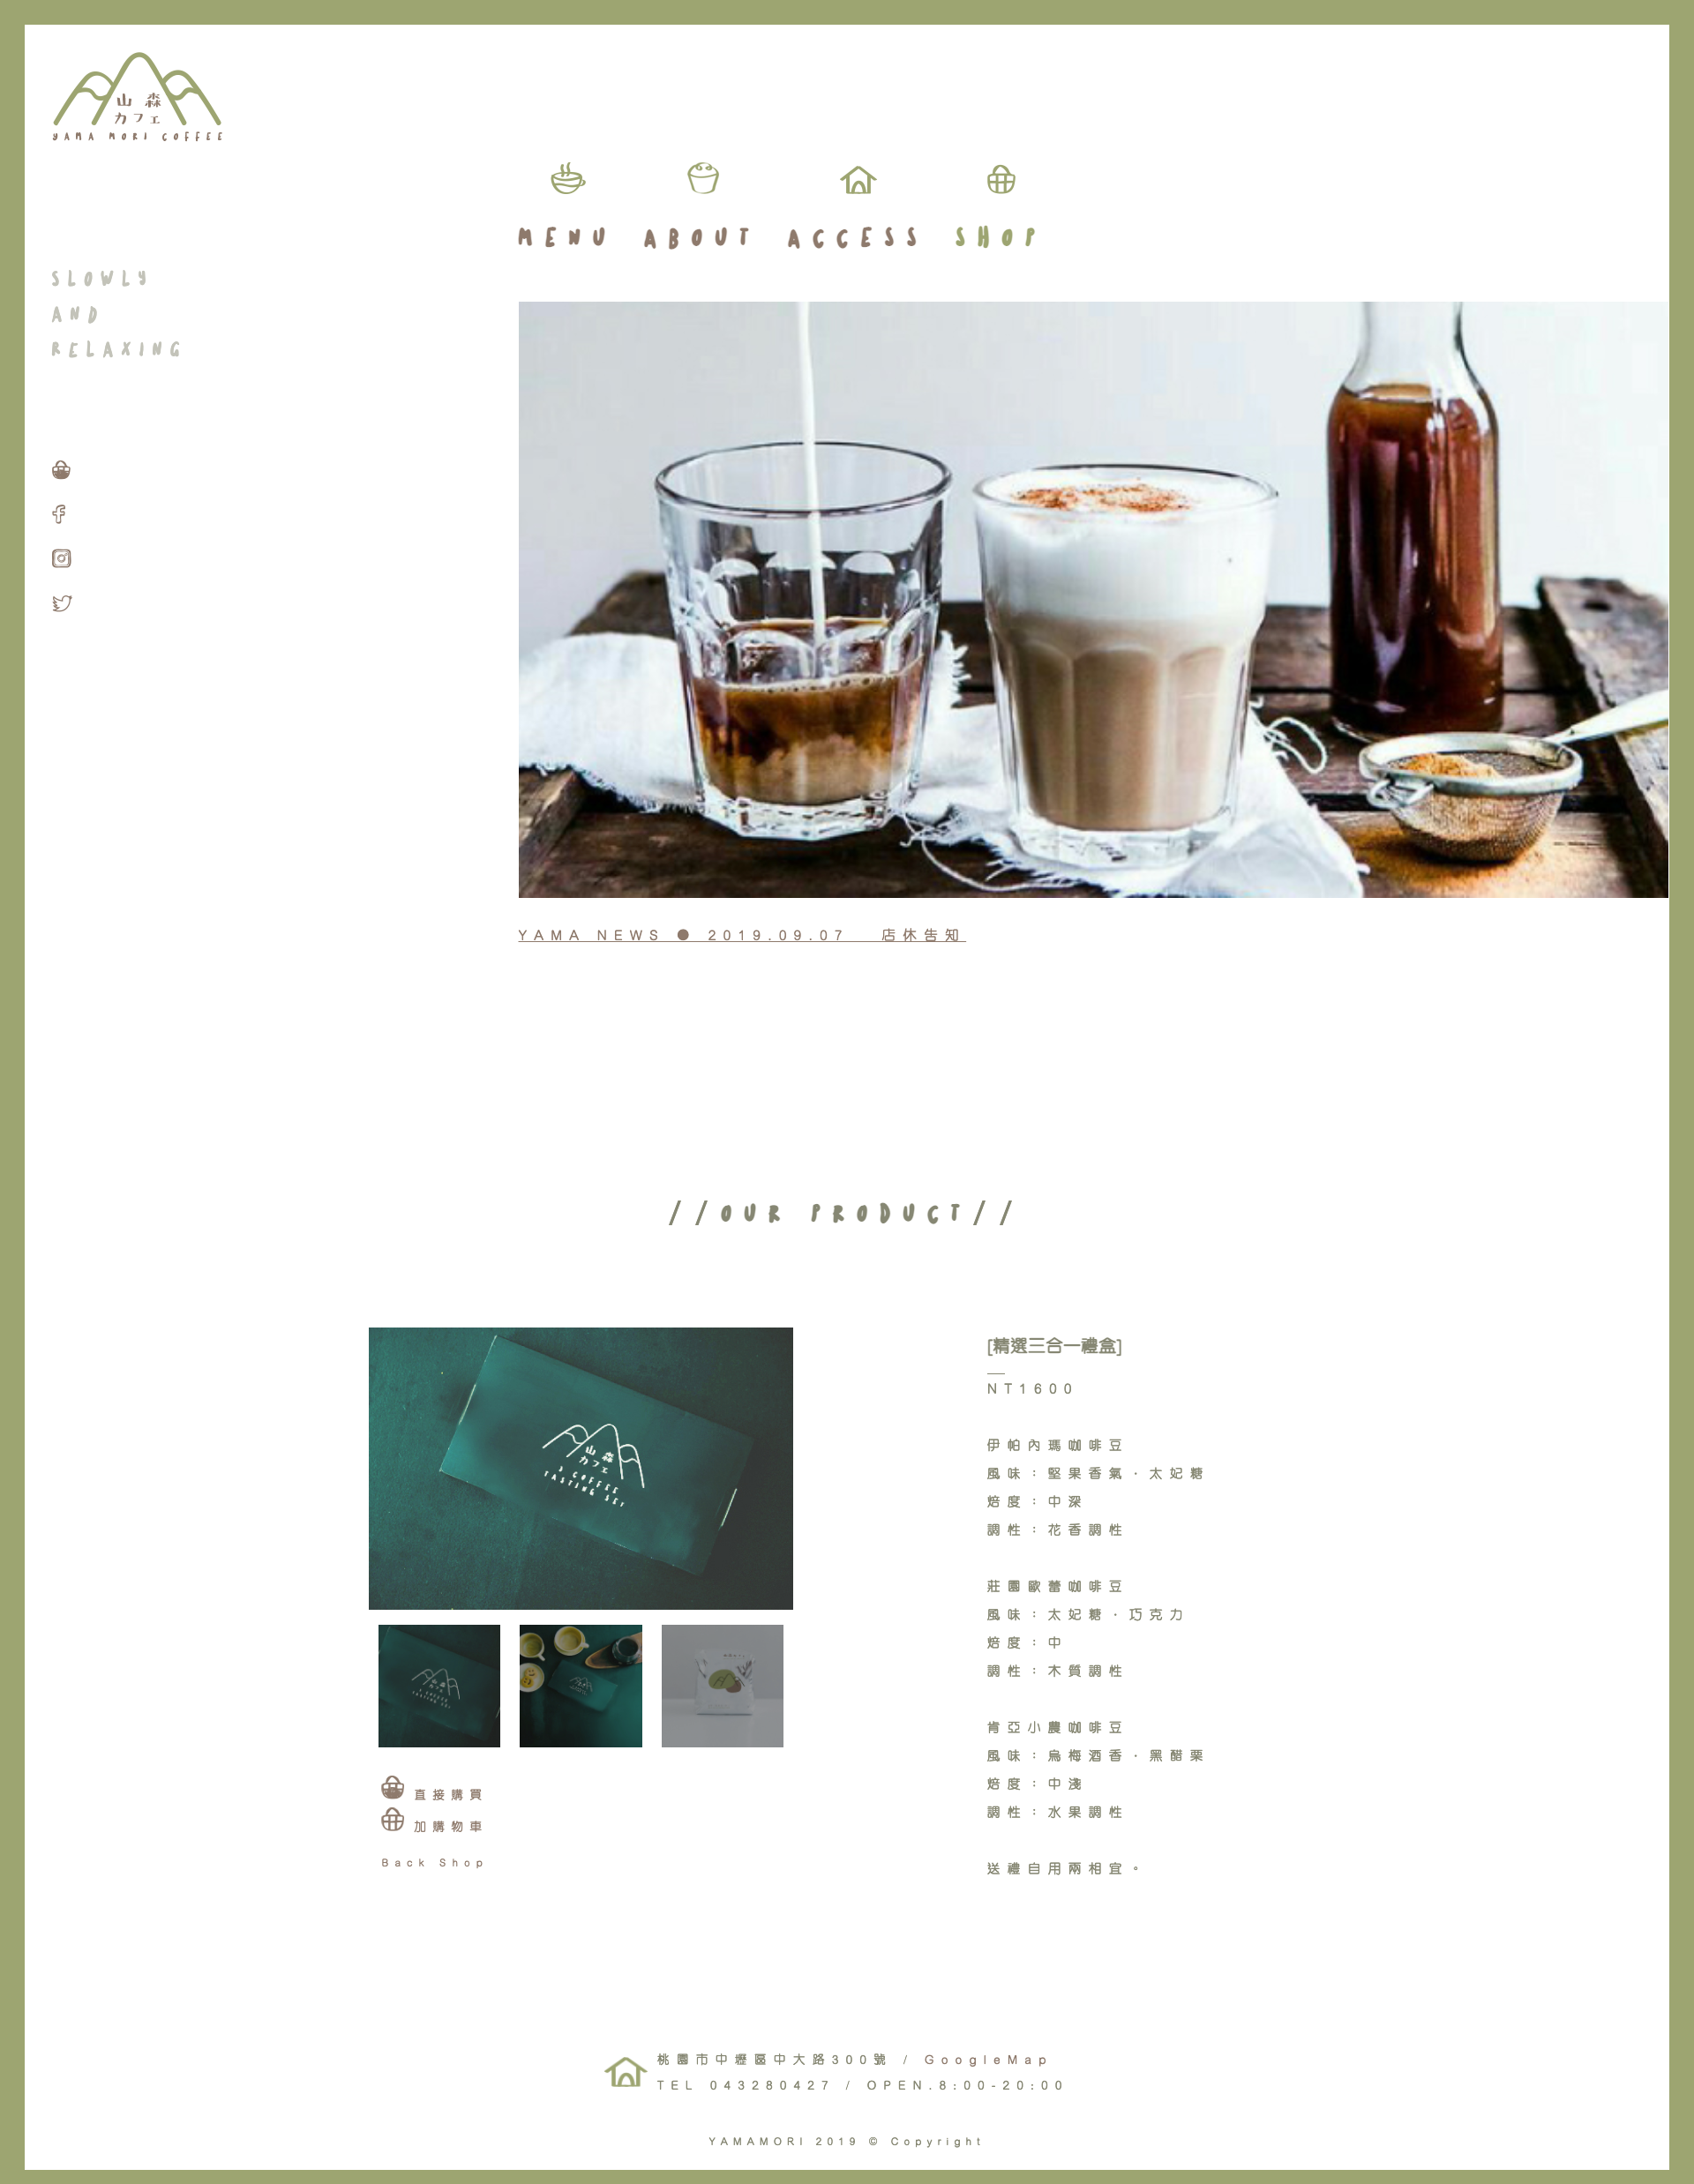 山 森
カフェ
YAMA MORI COFFEE
MENU ABOUT ACCESS SHOP
SLOWLY
AND
RELAXING
YAMA NEWS ● 2019.09.07 店休告知
//OUR PRODUCT//
山 森
カフェ
3 COFFEE
TASTING SET
[精選三合一禮盒]
—
NT1600
伊帕內瑪咖啡豆
風味：堅果香氣．太妃糖
焙度：中深
調性：花香調性
莊園歐蕾咖啡豆
風味：太妃糖．巧克力
焙度：中
調性：木質調性
肯亞小農咖啡豆
風味：烏梅酒香．黑醋栗
焙度：中淺
調性：水果調性
送禮自用兩相宜。
直接購買
加購物車
Back Shop
桃園市中壢區中大路300號 / GoogleMap
TEL 043280427 / OPEN.8:00-20:00
YAMAMORI 2019 © Copyright